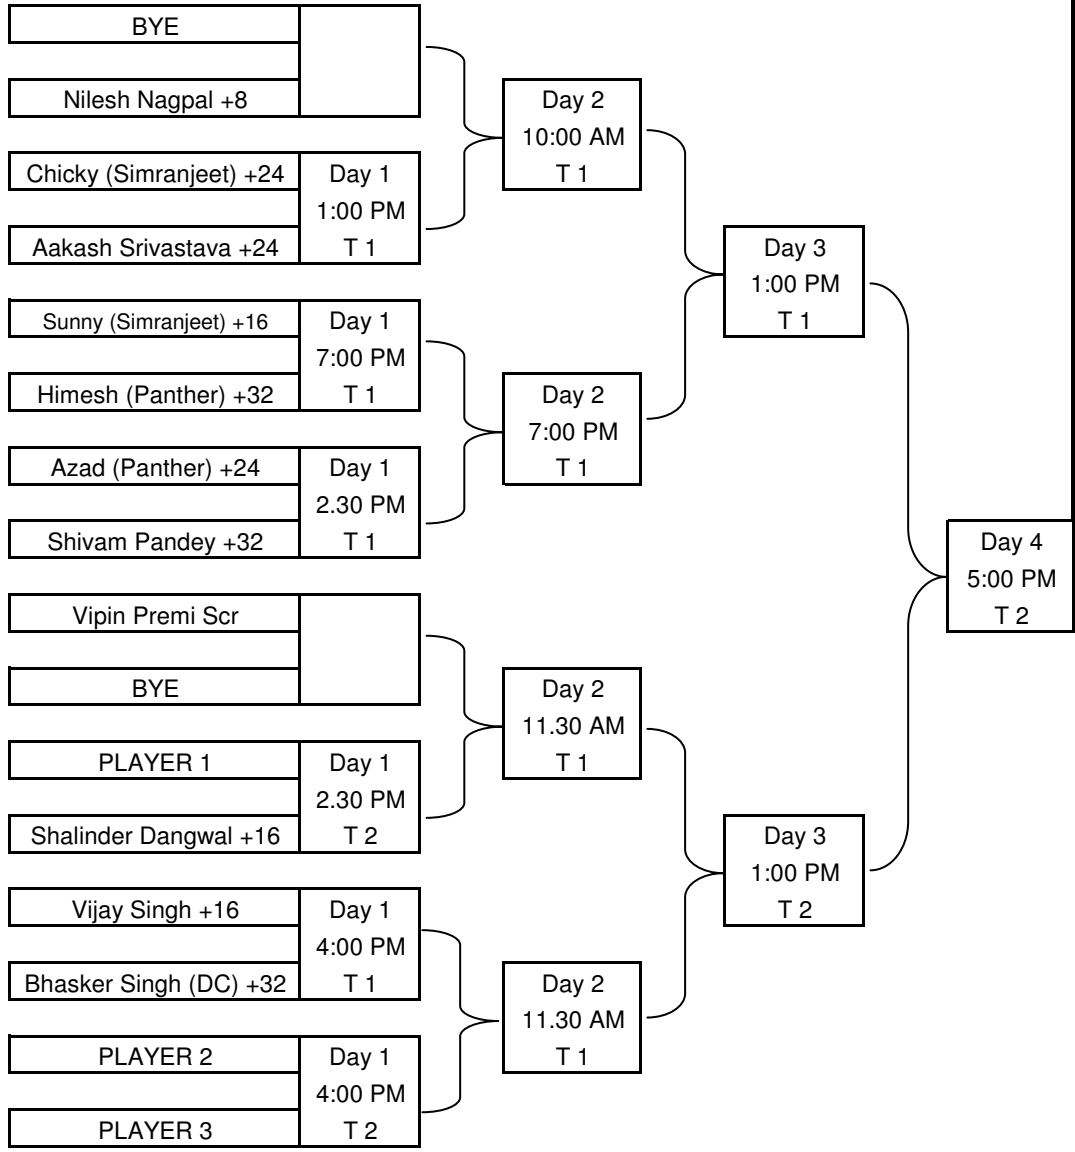 BYE
Nilesh Nagpal +8
Day 2
10:00 AM
T 1
Chicky (Simranjeet) +24
Day 1
1:00 PM
Aakash Srivastava +24
T 1
Day 3
1:00 PM
T 1
Sunny (Simranjeet) +16
Day 1
7:00 PM
Himesh (Panther) +32
T 1
Day 2
7:00 PM
T 1
Azad (Panther) +24
Day 1
2.30 PM
Shivam Pandey +32
T 1
Day 4
5:00 PM
T 2
Vipin Premi Scr
BYE
Day 2
11.30 AM
T 1
PLAYER 1
Day 1
2.30 PM
Shalinder Dangwal +16
T 2
Day 3
1:00 PM
T 2
Vijay Singh +16
Day 1
4:00 PM
Bhasker Singh (DC) +32
T 1
Day 2
11.30 AM
T 1
PLAYER 2
Day 1
4:00 PM
PLAYER 3
T 2